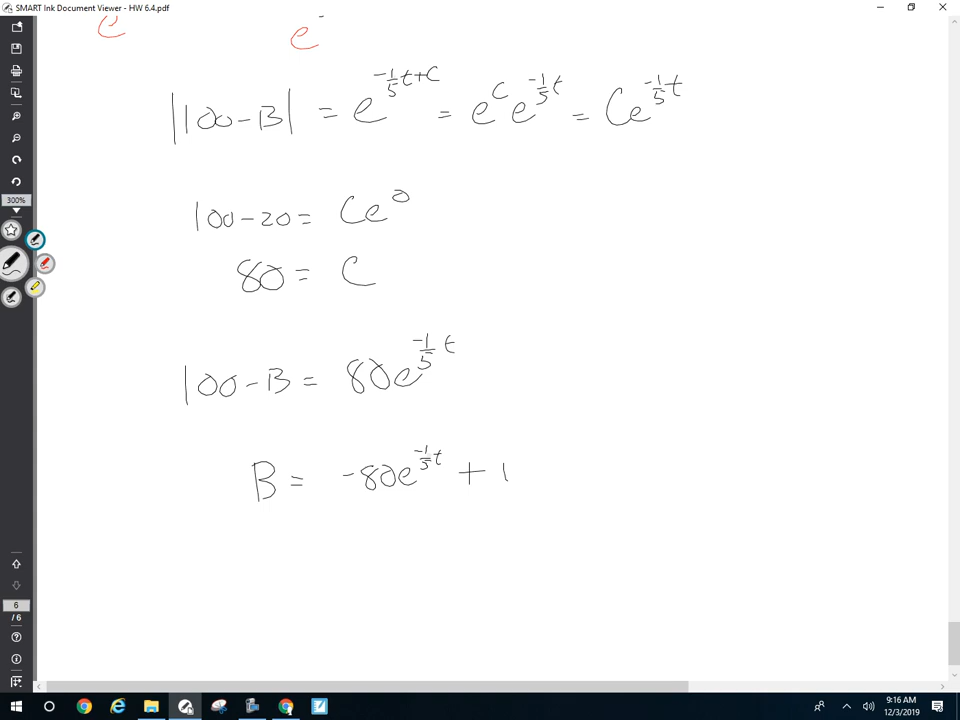 SMART Ink Document Viewer - HW 6.4.pdf
e e
|100-B| = e^{-1/5 t+C} = e^C e^{-1/5 t} = Ce^{-1/5 t}
100-20 = Ce^0
80 = C
100-B = 80e^{-1/5 t}
B = -80e^{-1/5 t} + 1
300%
6
/ 6
9:16 AM
12/3/2019